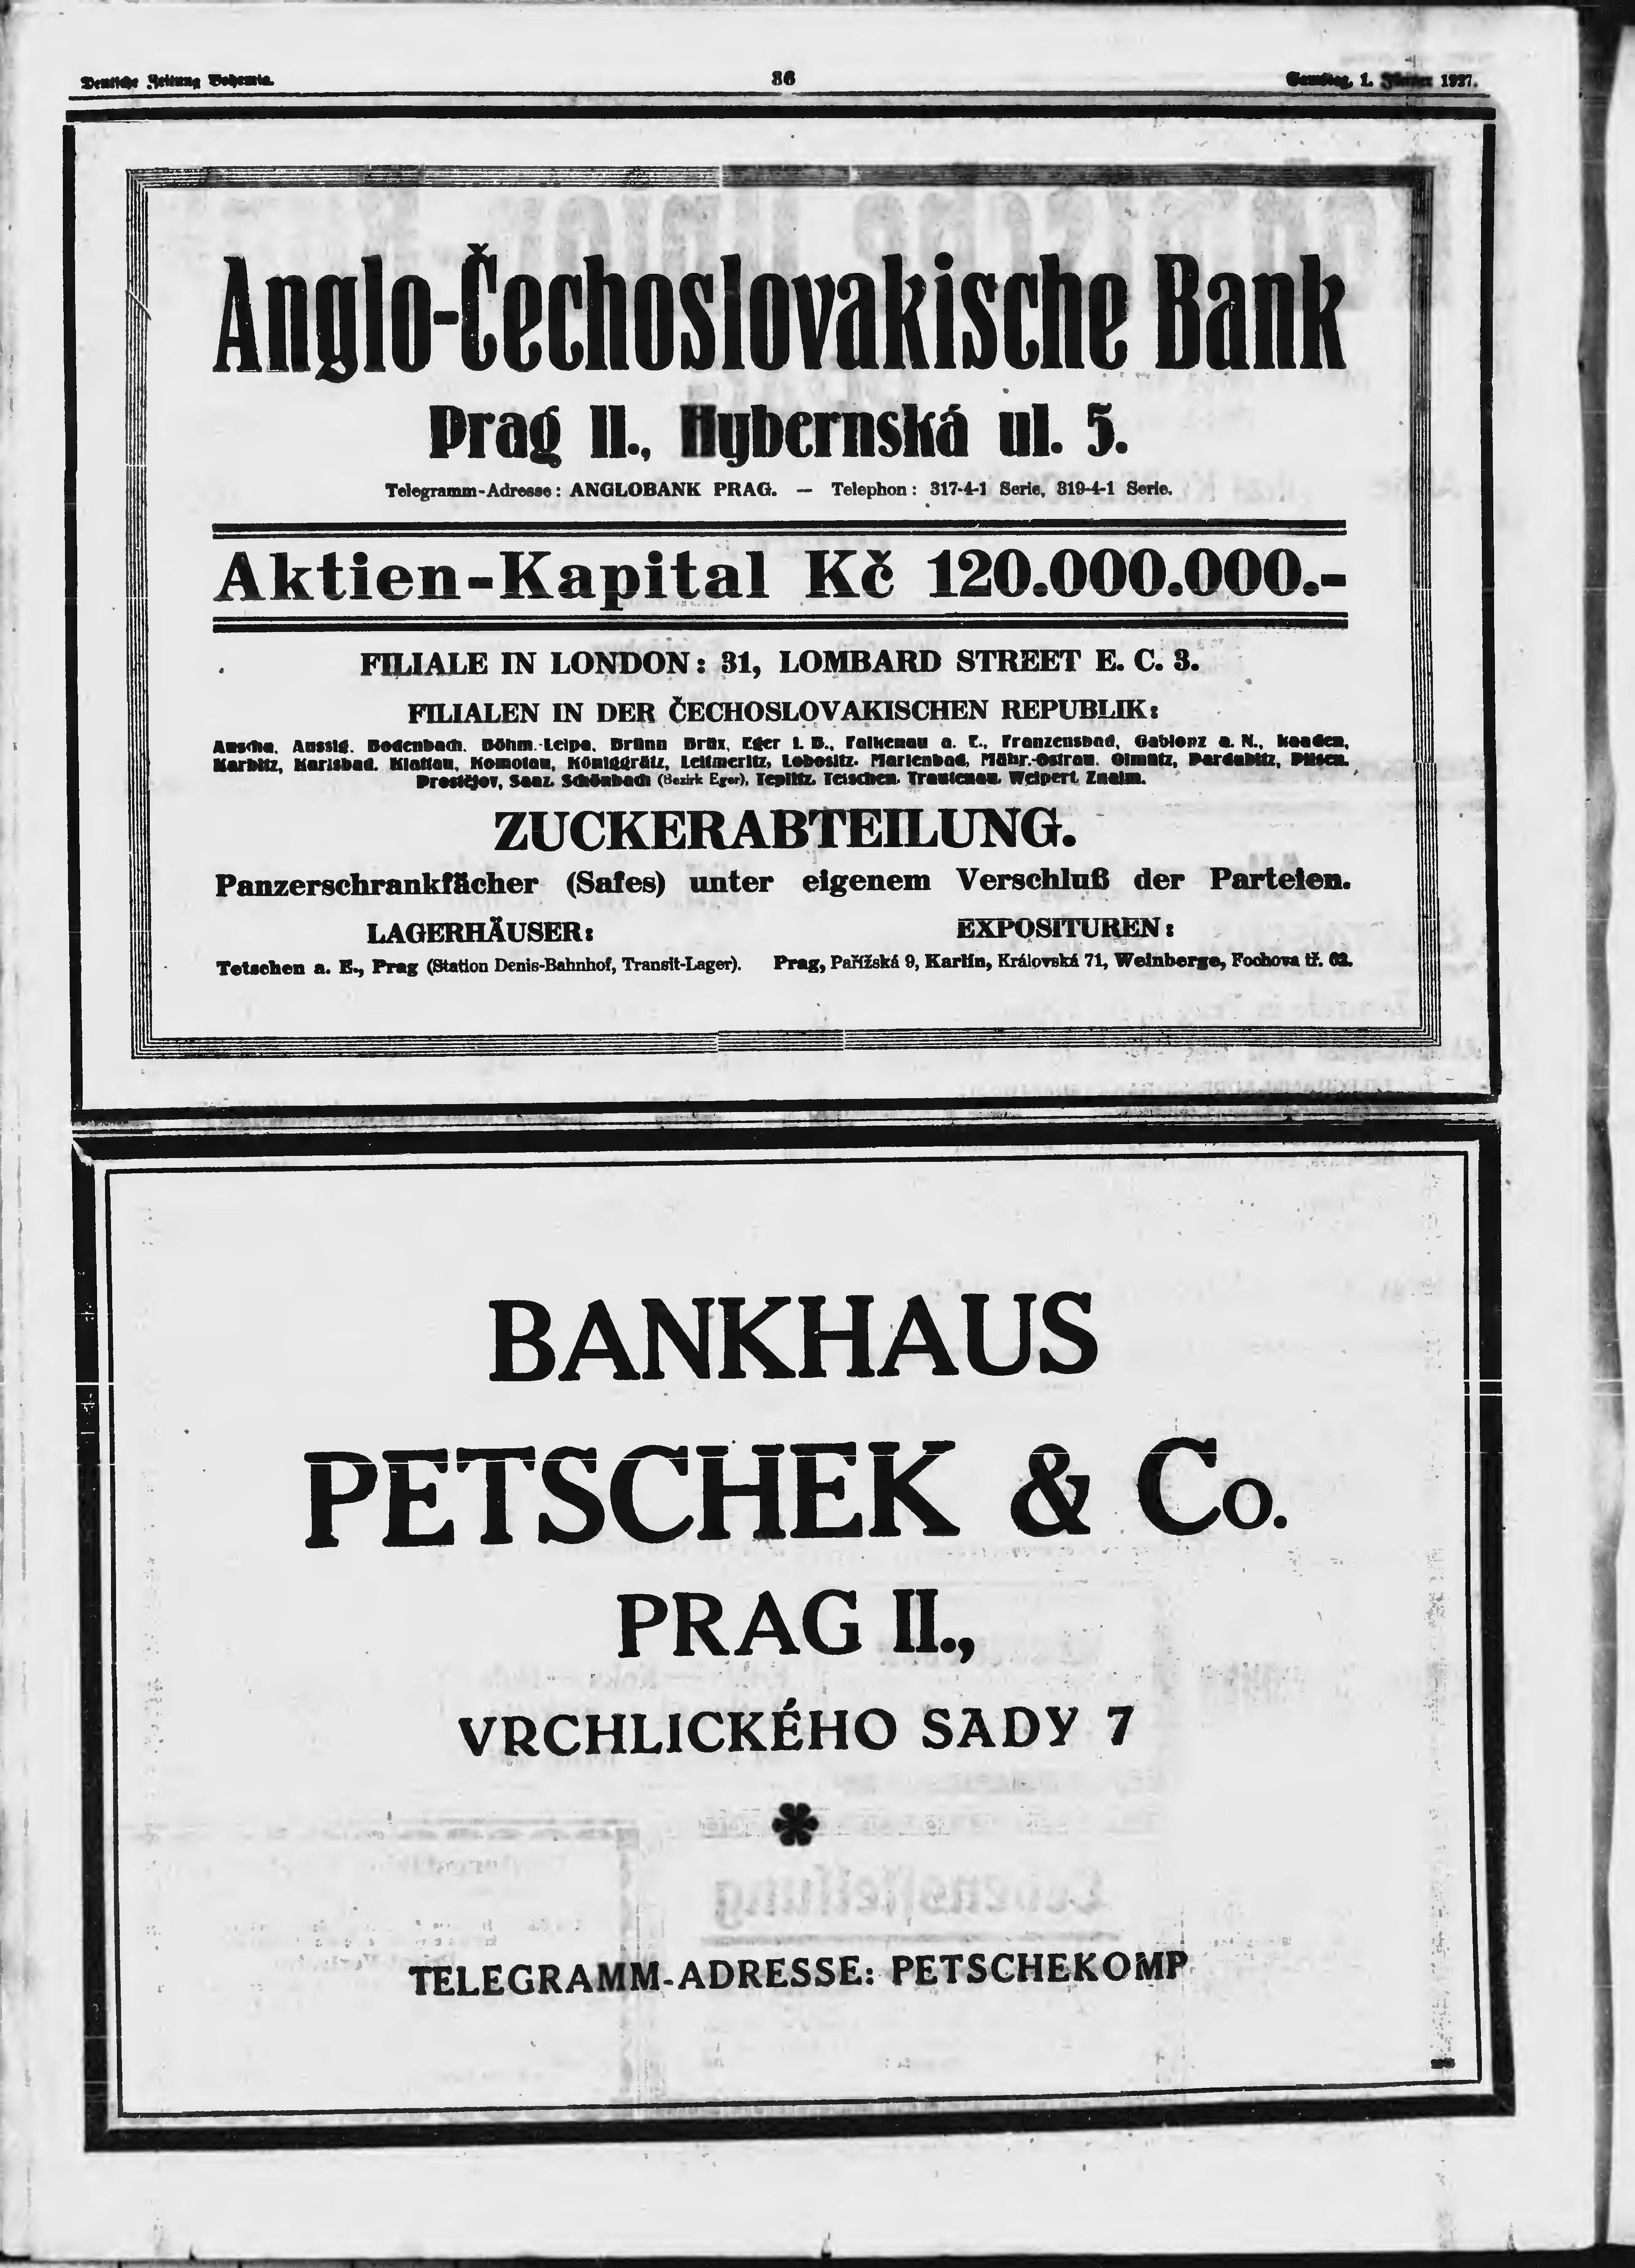 Deutsche Zeitung Bohemia.
36
Samstag, 1. Jänner 1927.
Anglo-Čechoslovakische Bank
Prag II., Hybernská ul. 5.
Telegramm-Adresse: ANGLOBANK PRAG. — Telephon: 317-4-1 Serie, 319-4-1 Serie.
Aktien-Kapital Kč 120.000.000.-
FILIALE IN LONDON: 31, LOMBARD STREET E. C. 3.
FILIALEN IN DER ČECHOSLOVAKISCHEN REPUBLIK:
Auscha, Aussig, Bodenbach, Böhm.-Leipa, Brünn Brüx, Eger i. B., Falkenau a. E., Franzensbad, Gablonz a. N., Kaaden,
Karbitz, Karlsbad, Klattau, Komotau, Königgrätz, Leitmeritz, Lobositz, Marienbad, Mähr.-Ostrau, Olmütz, Pardubitz, Pilsen,
Prostějov, Saaz, Schönbach (Bezirk Eger), Teplitz, Tetschen, Trautenau, Weipert, Znaim.
ZUCKERABTEILUNG.
Panzerschrankfächer (Safes) unter eigenem Verschluß der Parteien.
LAGERHÄUSER:
Tetschen a. E., Prag (Station Denis-Bahnhof, Transit-Lager).
EXPOSITUREN:
Prag, Pařížská 9, Karlín, Královská 71, Weinberge, Fochova tř. 62.
BANKHAUS
PETSCHEK & Co.
PRAG II.,
VRCHLICKÉHO SADY 7
TELEGRAMM-ADRESSE: PETSCHEKOMP